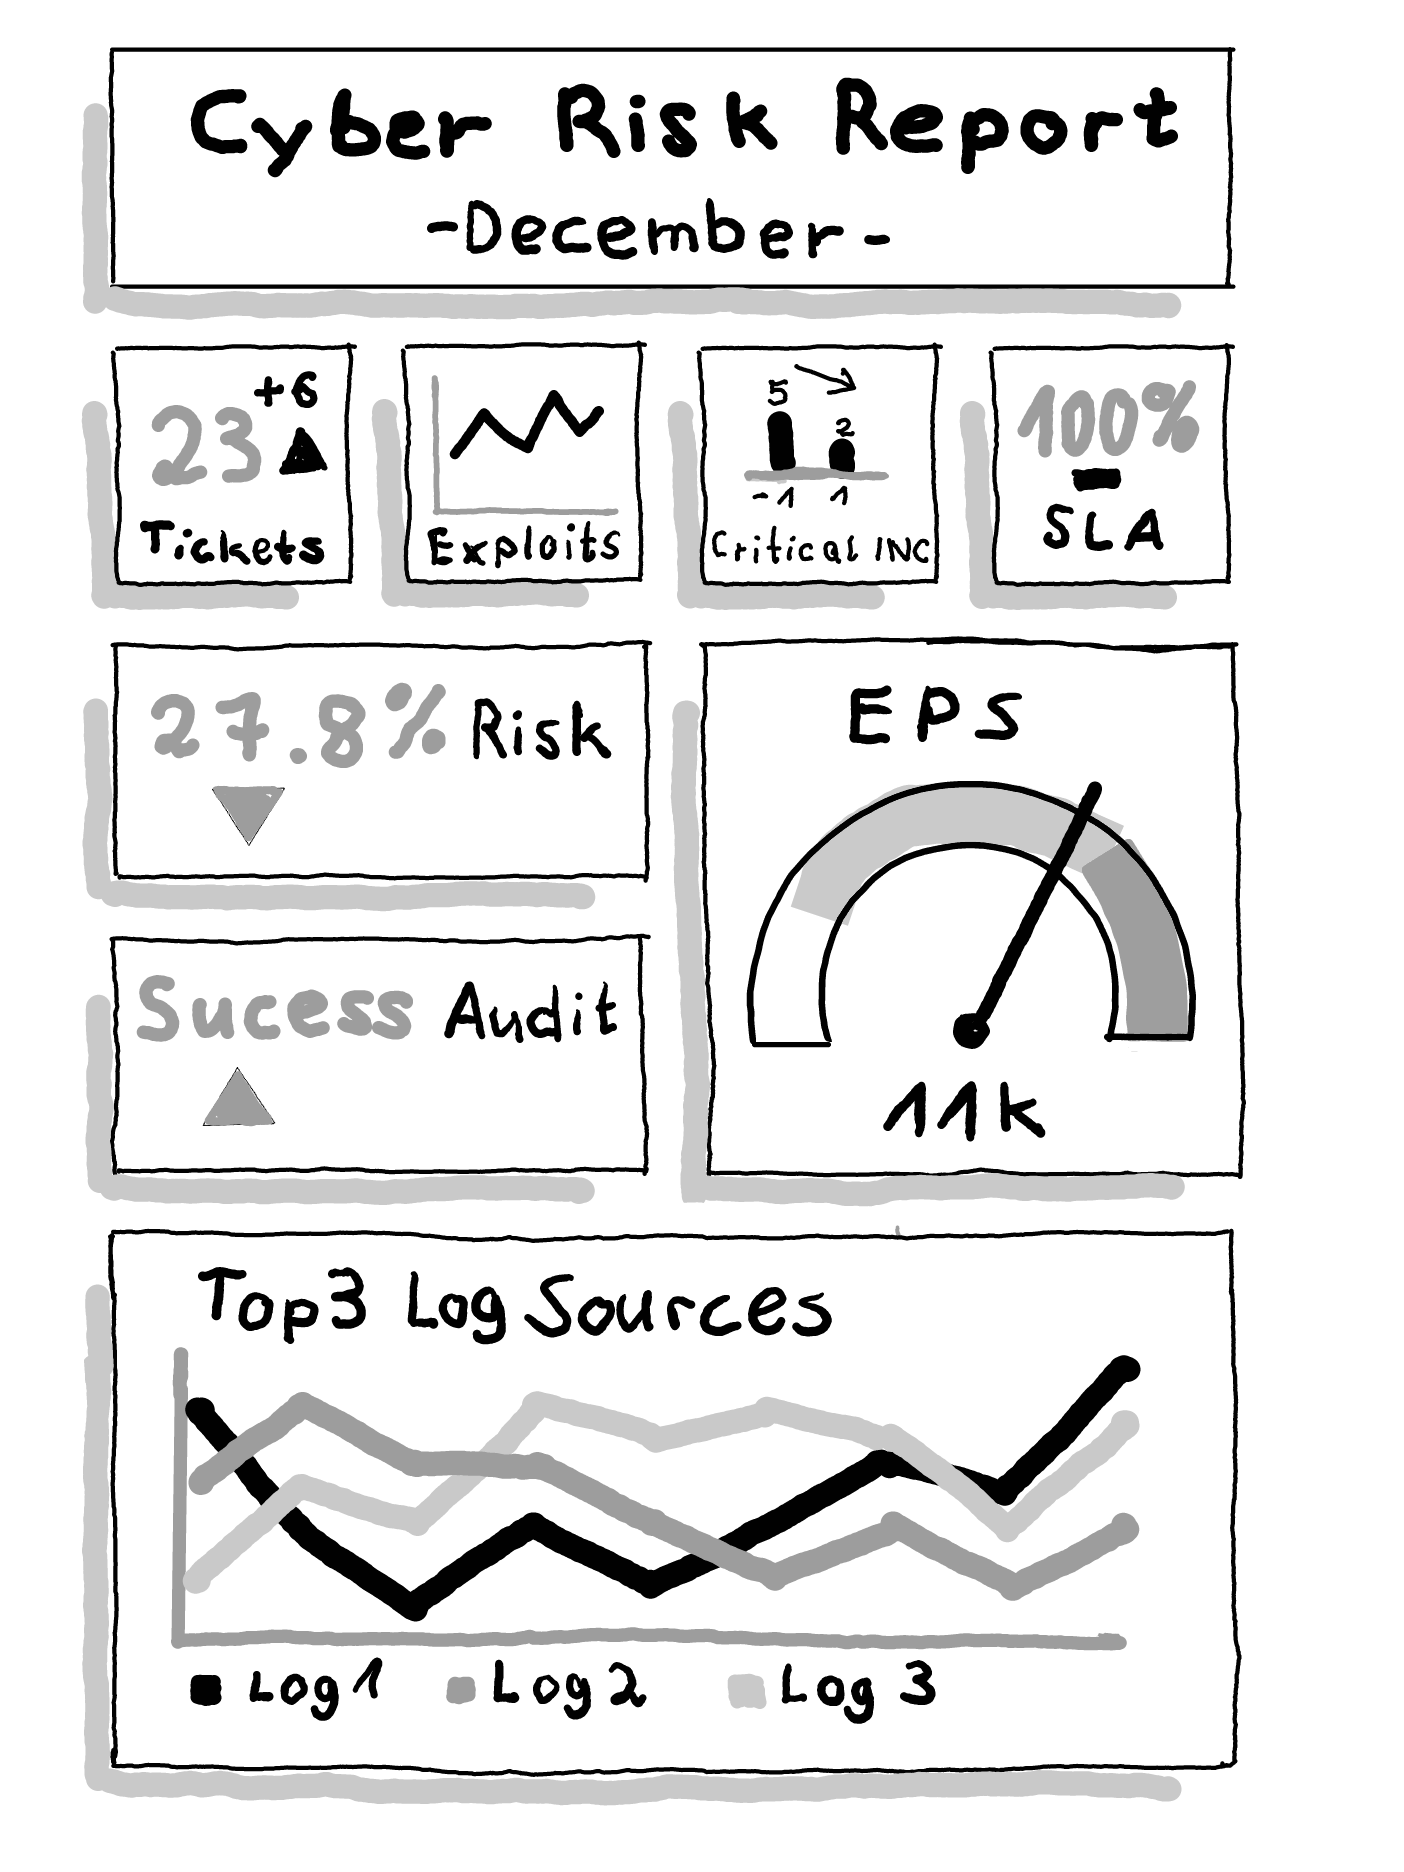 Cyber Risk Report
-December-
+6
23
Tickets
Exploits
5
2
-1 1
Critical INC
100%
SLA
27.8% Risk
EPS
11k
Sucess Audit
Top3 Log Sources
Log 1 Log 2 Log 3